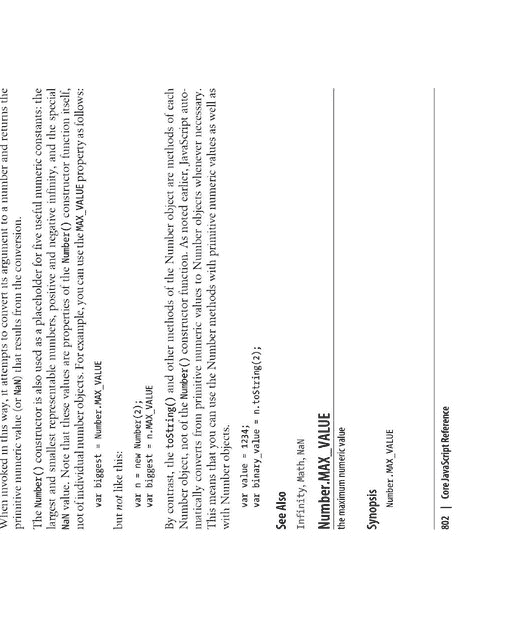 When invoked in this way, it attempts to convert its argument to a number and returns the
primitive numeric value (or NaN) that results from the conversion.
The Number() constructor is also used as a placeholder for five useful numeric constants: the
largest and smallest representable numbers, positive and negative infinity, and the special
NaN value. Note that these values are properties of the Number() constructor function itself,
not of individual number objects. For example, you can use the MAX_VALUE property as follows:
var biggest = Number.MAX_VALUE
but not like this:
var n = new Number(2);
var biggest = n.MAX_VALUE
By contrast, the toString() and other methods of the Number object are methods of each
Number object, not of the Number() constructor function. As noted earlier, JavaScript auto-
matically converts from primitive numeric values to Number objects whenever necessary.
This means that you can use the Number methods with primitive numeric values as well as
with Number objects.
var value = 1234;
var binary_value = n.toString(2);
See Also
Infinity, Math, NaN
Number.MAX_VALUE
the maximum numeric value
Synopsis
Number.MAX_VALUE
802 | Core JavaScript Reference